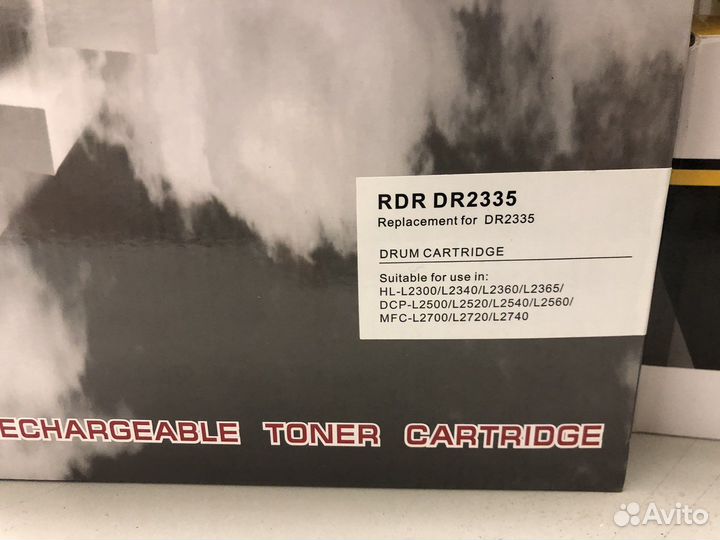 RDR DR2335
Replacement for DR2335
DRUM CARTRIDGE
Suitable for use in:
HL-L2300/L2340/L2360/L2365/
DCP-L2500/L2520/L2540/L2560/
MFC-L2700/L2720/L2740
ECHARGEABLE TONER CARTRIDGE
Avito